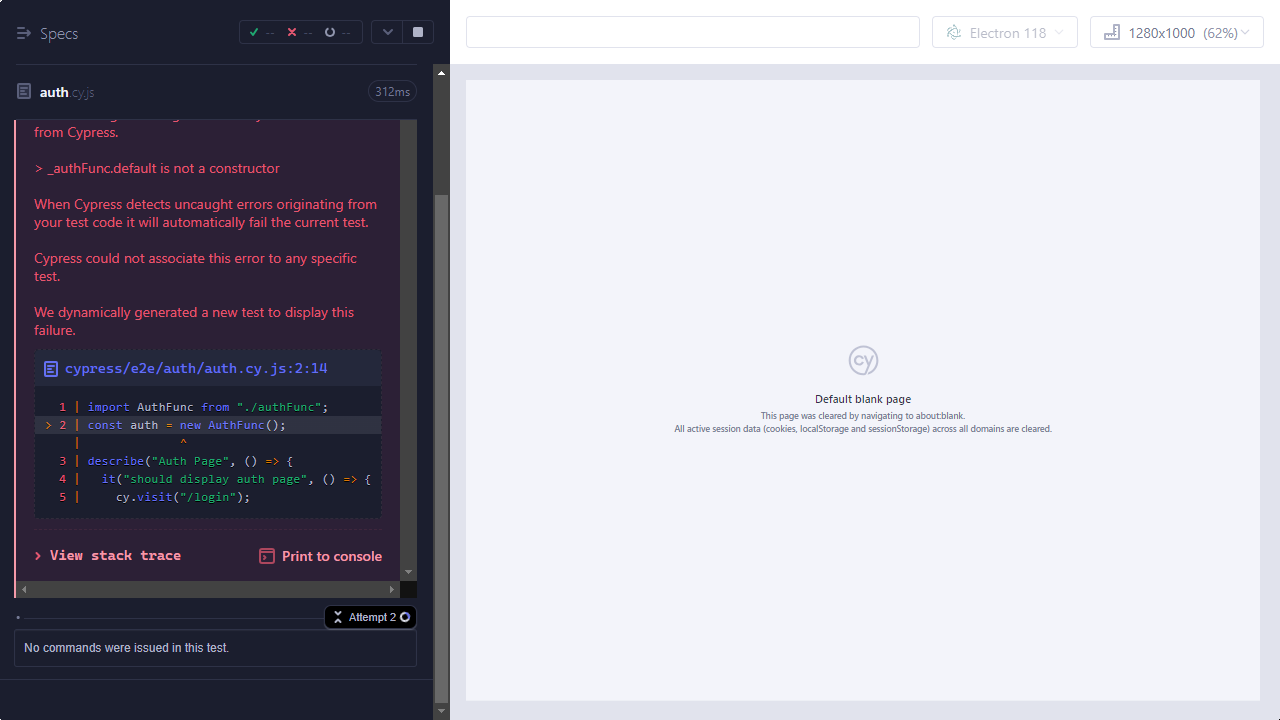 Specs
-- -- --
Electron 118
1280x1000 (62%)
auth.cy.js
312ms
from Cypress.
> _authFunc.default is not a constructor
When Cypress detects uncaught errors originating from
your test code it will automatically fail the current test.
Cypress could not associate this error to any specific
test.
We dynamically generated a new test to display this
failure.
cypress/e2e/auth/auth.cy.js:2:14
1 | import AuthFunc from "./authFunc";
> 2 | const auth = new AuthFunc();
| ^
3 | describe("Auth Page", () => {
4 | it("should display auth page", () => {
5 | cy.visit("/login");
View stack trace
Print to console
Attempt 2
No commands were issued in this test.
cy
Default blank page
This page was cleared by navigating to about:blank.
All active session data (cookies, localStorage and sessionStorage) across all domains are cleared.